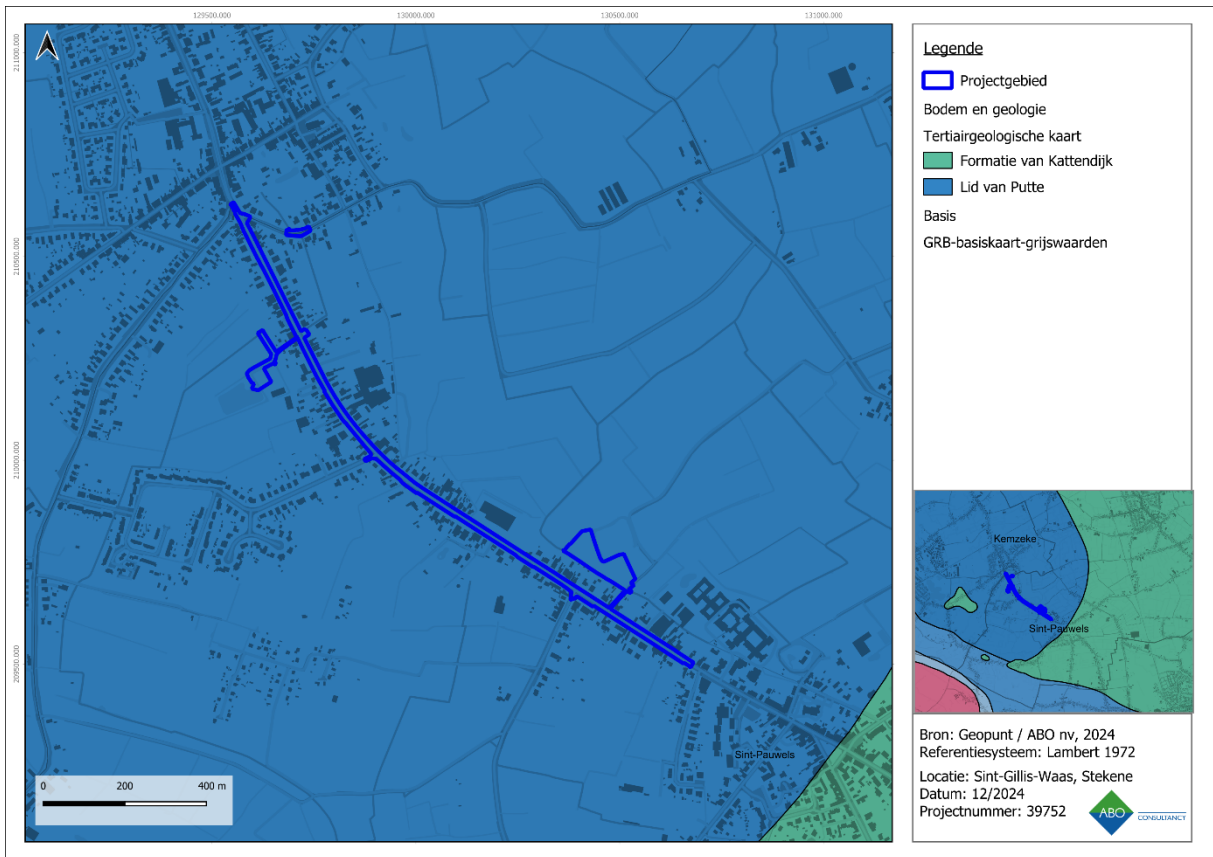 129500.000
130000.000
130500.000
131000.000
211000.000
210500.000
210000.000
209500.000
Sint-Pauwels
0
200
400 m
Legende
Projectgebied
Bodem en geologie
Tertiairgeologische kaart
Formatie van Kattendijk
Lid van Putte
Basis
GRB-basiskaart-grijswaarden
Kemzeke
Sint-Pauwels
Bron: Geopunt / ABO nv, 2024
Referentiesysteem: Lambert 1972
Locatie: Sint-Gillis-Waas, Stekene
Datum: 12/2024
Projectnummer: 39752
ABO
CONSULTANCY